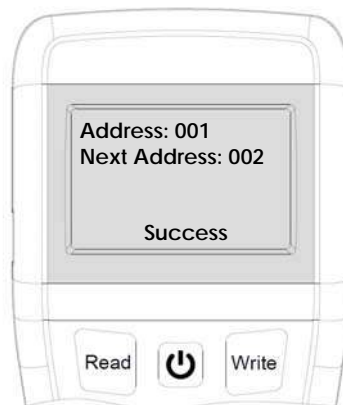 Address: 001
Next Address: 002
Success
Read
Write